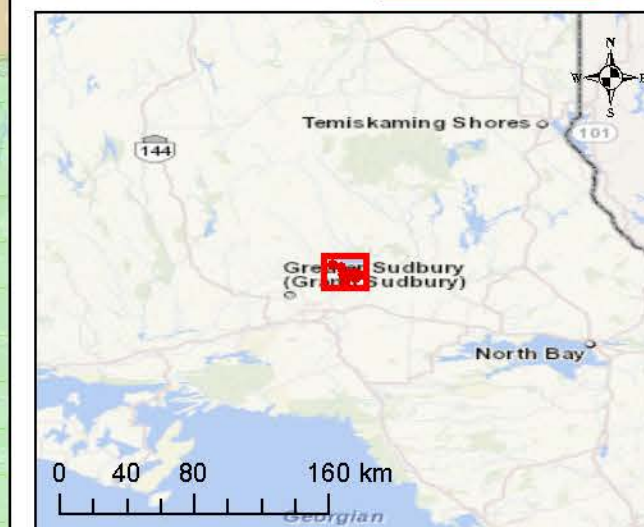 N
W E
S
Temiskaming Shores
101
144
Greater Sudbury
(Grand Sudbury)
North Bay
0 40 80 160 km
Georgian